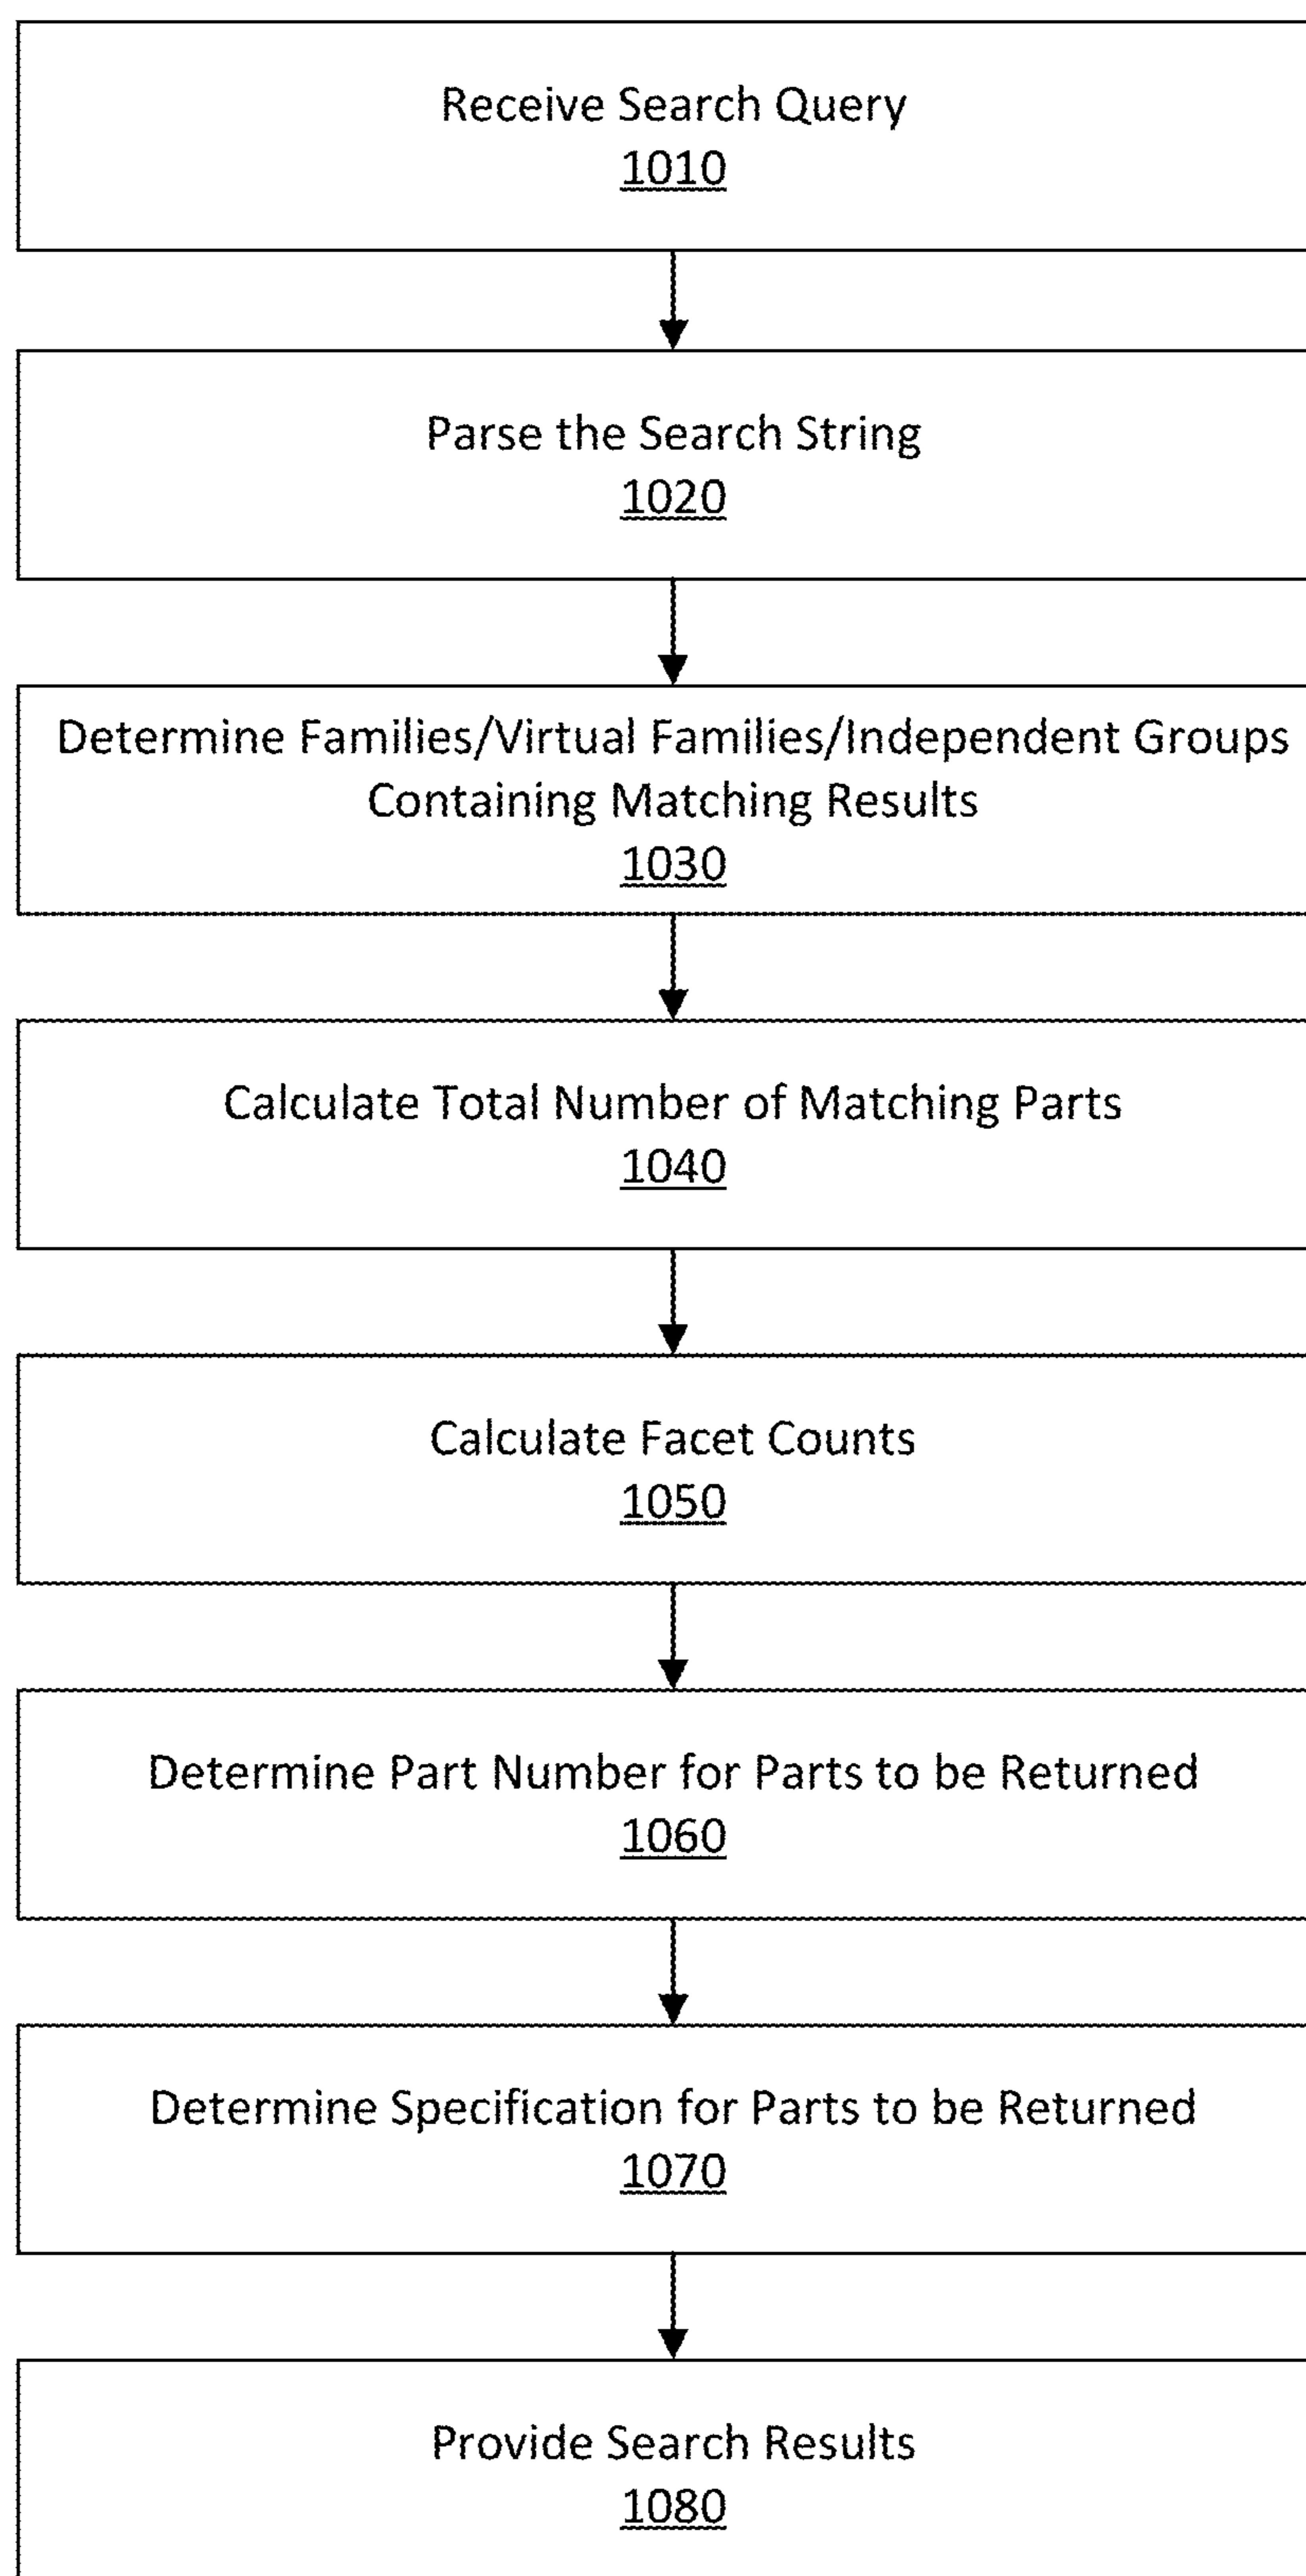 Receive Search Query
1010
Parse the Search String
1020
Determine Families/Virtual Families/Independent Groups
Containing Matching Results
1030
Calculate Total Number of Matching Parts
1040
Calculate Facet Counts
1050
Determine Part Number for Parts to be Returned
1060
Determine Specification for Parts to be Returned
1070
Provide Search Results
1080